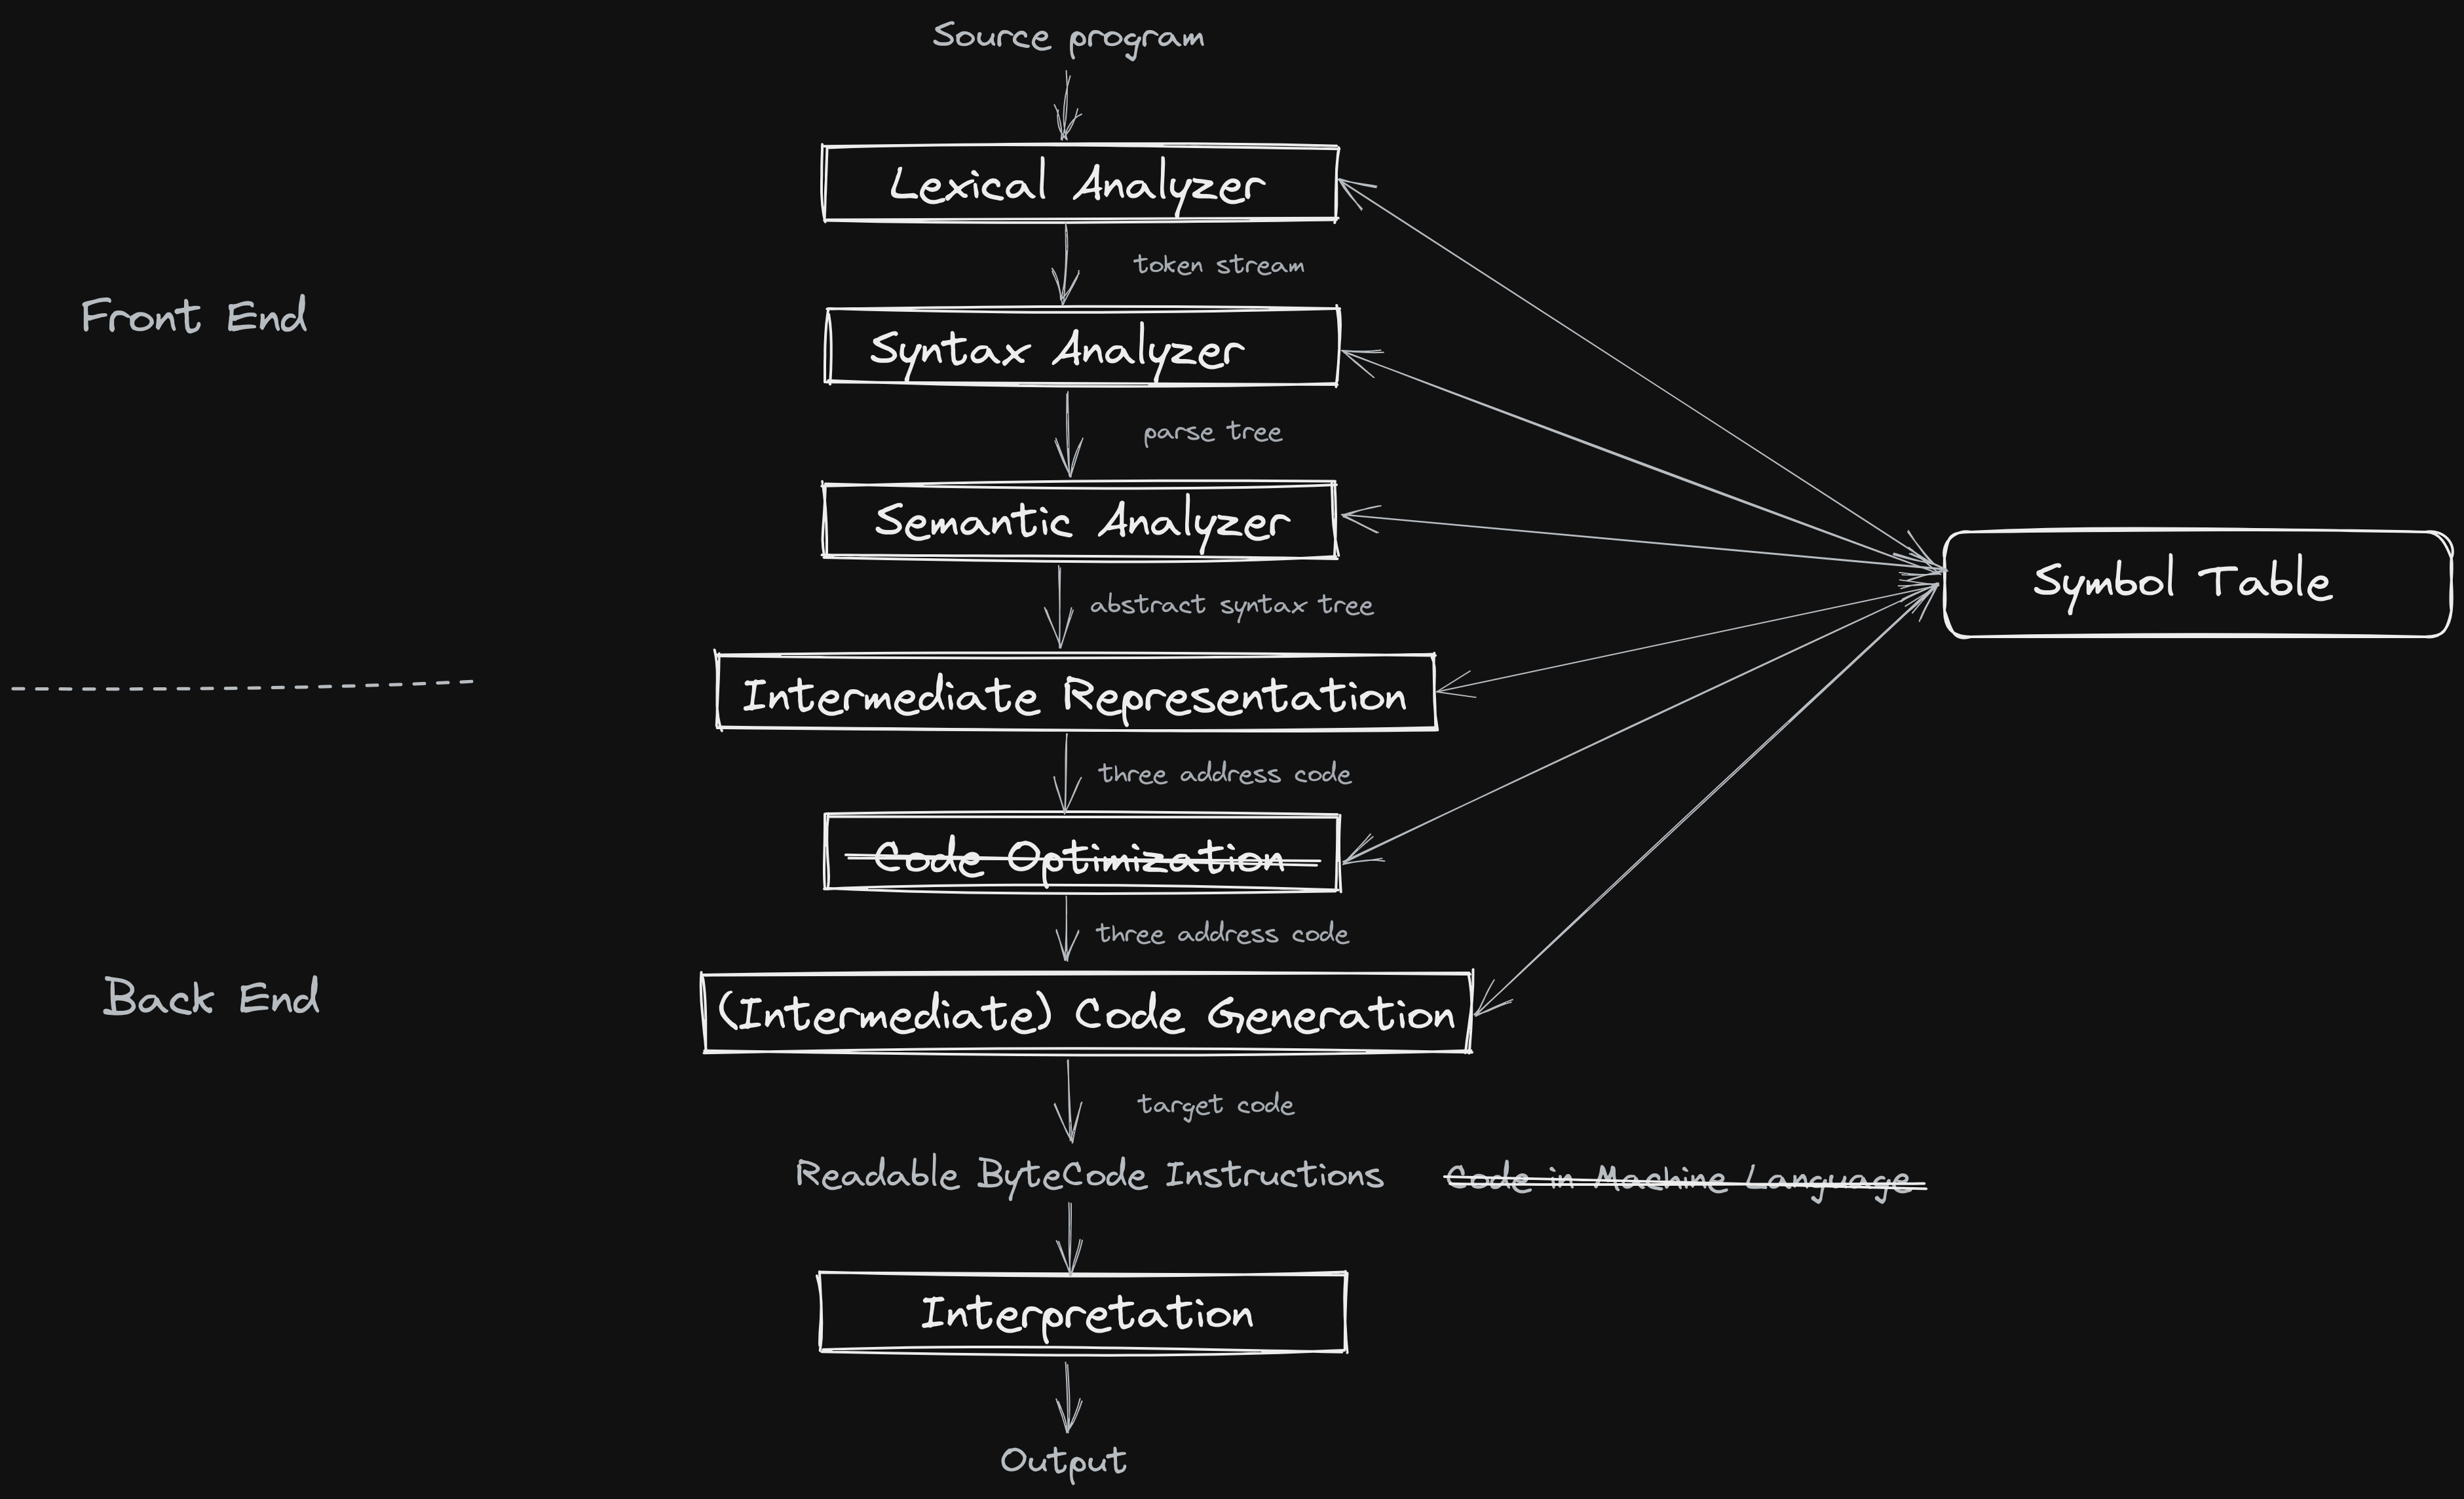 Source program
Lexical Analyzer
token stream
Front End
Syntax Analyzer
parse tree
Semantic Analyzer
Symbol Table
abstract syntax tree
Intermediate Representation
three address code
Code Optimization
three address code
Back End
(Intermediate) Code Generation
target code
Readable ByteCode Instructions
Code in Machine Language
Interpretation
Output